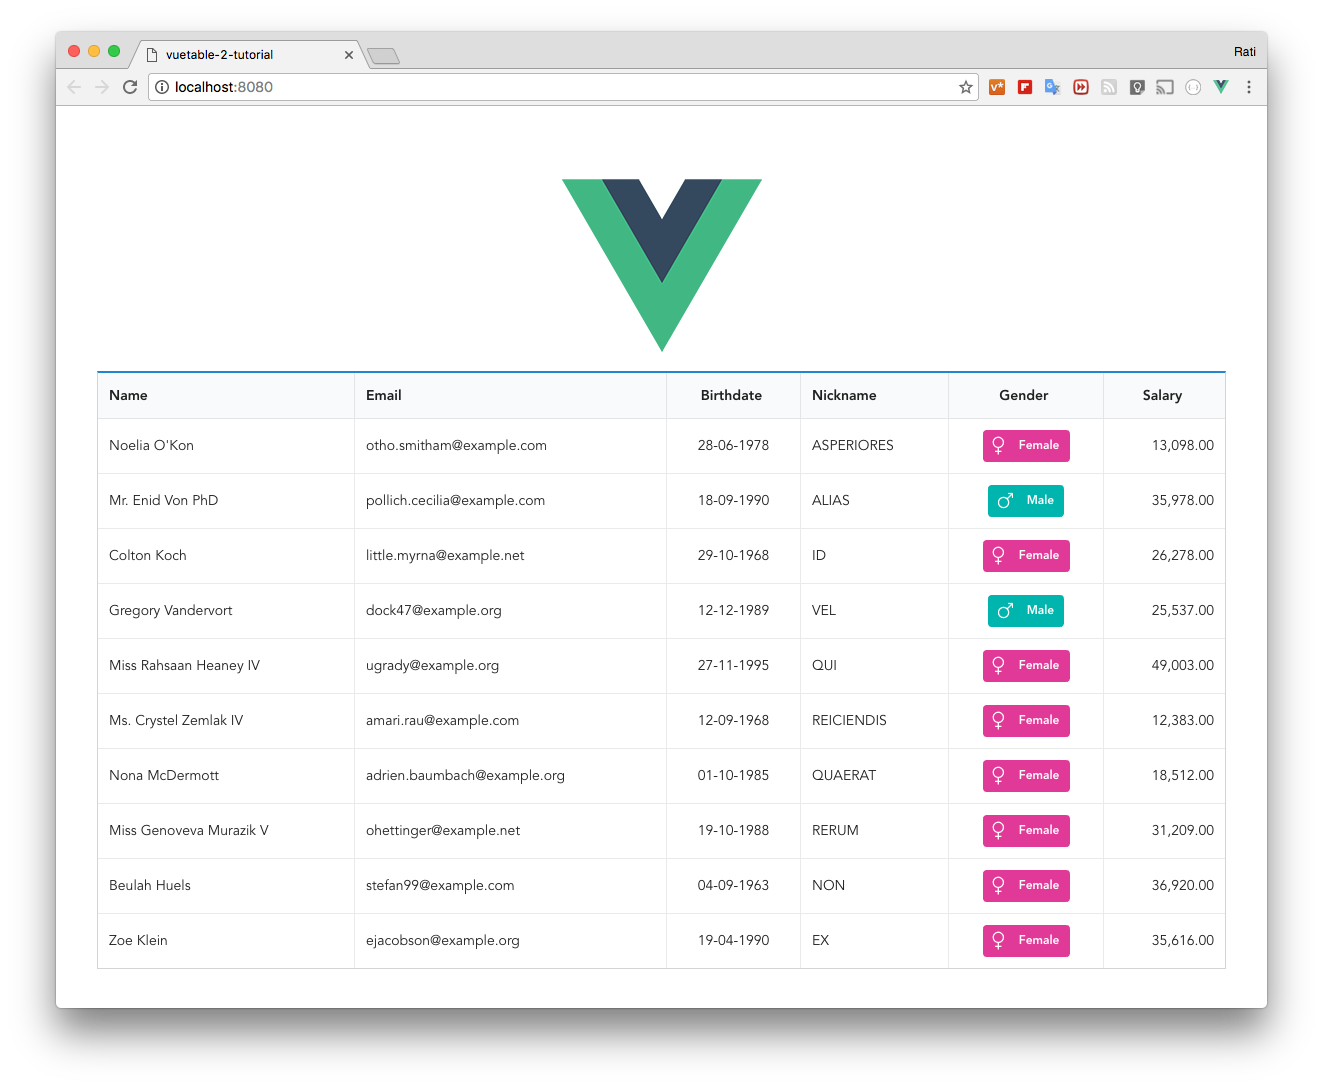 vuetable-2-tutorial
Rati
localhost:8080
Name Email Birthdate Nickname Gender Salary
Noelia O'Kon otho.smitham@example.com 28-06-1978 ASPERIORES Female 13,098.00
Mr. Enid Von PhD pollich.cecilia@example.com 18-09-1990 ALIAS Male 35,978.00
Colton Koch little.myrna@example.net 29-10-1968 ID Female 26,278.00
Gregory Vandervort dock47@example.org 12-12-1989 VEL Male 25,537.00
Miss Rahsaan Heaney IV ugrady@example.org 27-11-1995 QUI Female 49,003.00
Ms. Crystel Zemlak IV amari.rau@example.com 12-09-1968 REICIENDIS Female 12,383.00
Nona McDermott adrien.baumbach@example.org 01-10-1985 QUAERAT Female 18,512.00
Miss Genoveva Murazik V ohettinger@example.net 19-10-1988 RERUM Female 31,209.00
Beulah Huels stefan99@example.com 04-09-1963 NON Female 36,920.00
Zoe Klein ejacobson@example.org 19-04-1990 EX Female 35,616.00